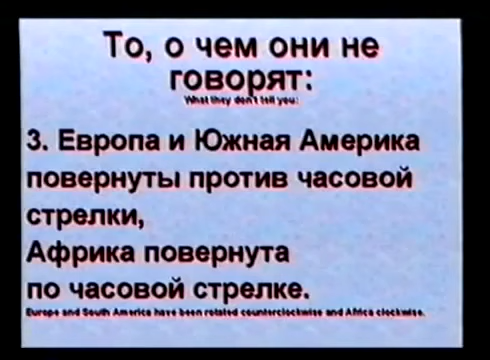 То, о чем они не
говорят:
What they don't tell you:
3. Европа и Южная Америка
повернуты против часовой
стрелки,
Африка повернута
по часовой стрелке.
Europe and South America have been rotated counterclockwise and Africa clockwise.